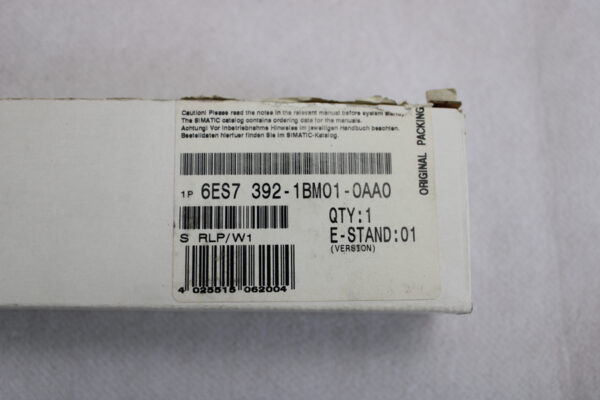 Caution! Please read the notes in the relevant manual before system startup.
The SIMATIC catalog contains ordering data for the manuals.
Achtung! Vor Inbetriebnahme Hinweise im jeweiligen Handbuch beachten.
Bestelldaten hierfuer finden Sie im SIMATIC-Katalog.
ORIGINAL PACKING
1P 6ES7 392-1BM01-0AA0
QTY:1
S RLP/W1
E-STAND:01
(VERSION)
4 025515 062004